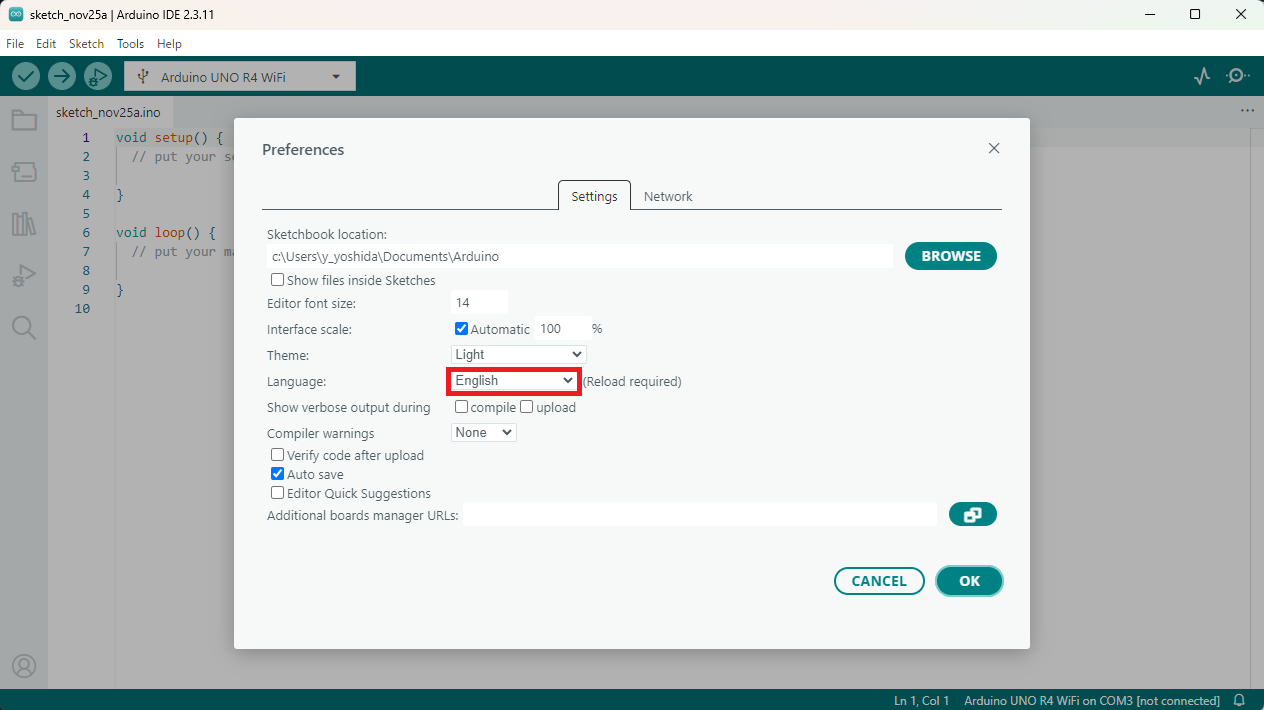 sketch_nov25a | Arduino IDE 2.3.11
File Edit Sketch Tools Help
Arduino UNO R4 WiFi
sketch_nov25a.ino
1 void setup() {
2 // put your se
3
4 }
5
6 void loop() {
7 // put your ma
8
9 }
10
Preferences
Settings Network
Sketchbook location:
c:\Users\y_yoshida\Documents\Arduino BROWSE
Show files inside Sketches
Editor font size: 14
Interface scale: Automatic 100 %
Theme: Light
Language: English (Reload required)
Show verbose output during compile upload
Compiler warnings None
Verify code after upload
Auto save
Editor Quick Suggestions
Additional boards manager URLs:
CANCEL OK
Ln 1, Col 1 Arduino UNO R4 WiFi on COM3 [not connected]